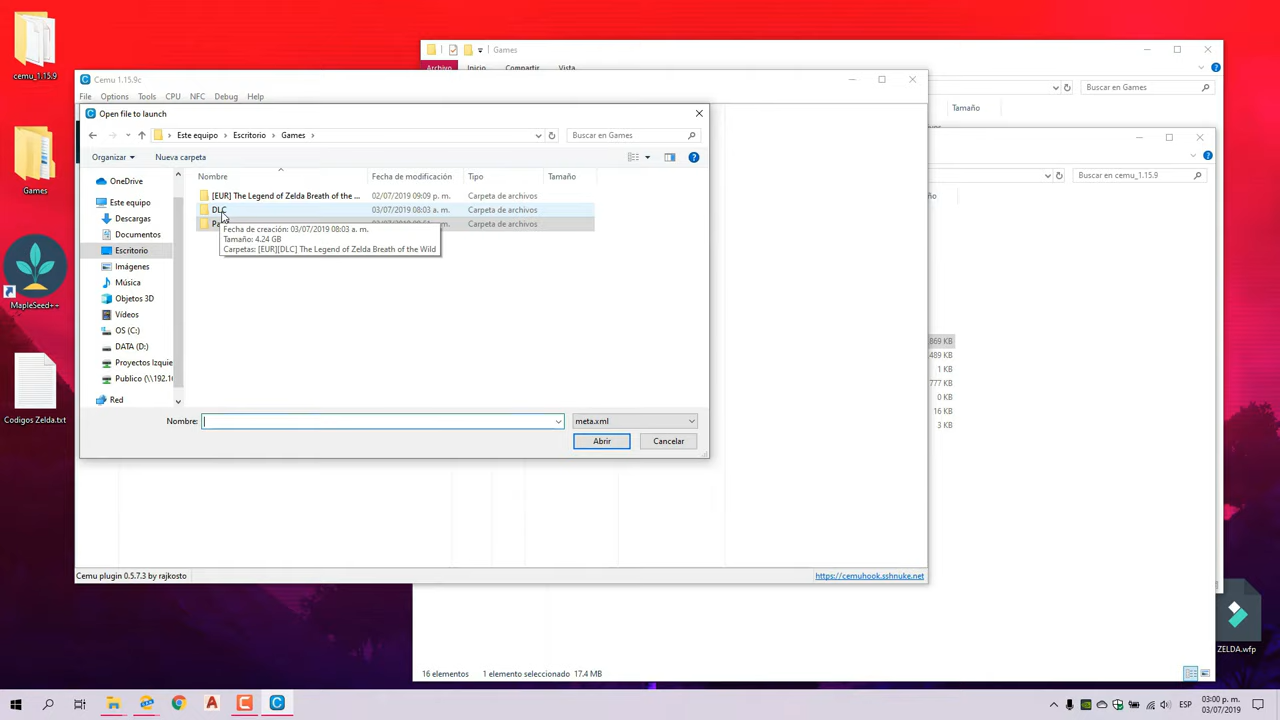 cemu_1.15.9
Games
MapleSeed++
Codigos Zelda.txt
Games
Archivo
Inicio
Compartir
Vista
Buscar en Games
Tamaño
Buscar en cemu_1.15.9
869 KB
489 KB
1 KB
777 KB
0 KB
16 KB
3 KB
16 elementos
1 elemento seleccionado
17.4 MB
ZELDA.wfp
Cemu 1.15.9c
File Options Tools CPU NFC Debug Help
Open file to launch
Este equipo
Escritorio
Games
Buscar en Games
Organizar
Nueva carpeta
Nombre
Fecha de modificación
Tipo
Tamaño
OneDrive
Este equipo
Descargas
Documentos
Escritorio
Imágenes
Música
Objetos 3D
Vídeos
OS (C:)
DATA (D:)
Proyectos Izquie
Publico (\\192.1
Red
[EUR] The Legend of Zelda Breath of the ...
02/07/2019 09:09 p. m.
Carpeta de archivos
DLC
03/07/2019 08:03 a. m.
Carpeta de archivos
Carpeta de archivos
Fecha de creación: 03/07/2019 08:03 a. m.
Tamaño: 4.24 GB
Carpetas: [EUR][DLC] The Legend of Zelda Breath of the Wild
Nombre:
meta.xml
Abrir
Cancelar
Cemu plugin 0.5.7.3 by rajkosto
https://cemuhook.sshnuke.net
ESP
03:00 p. m.
03/07/2019